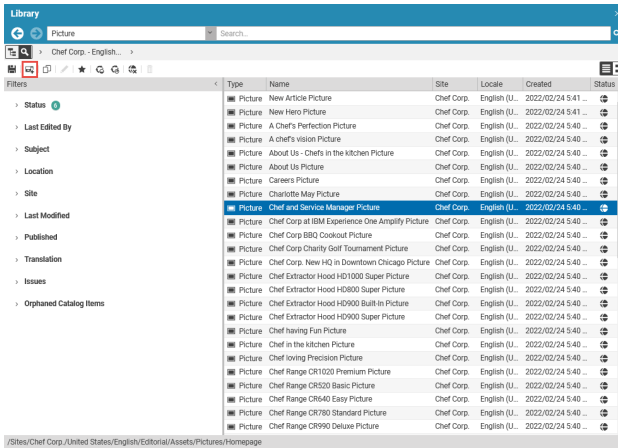 Library
Picture Search...
Chef Corp. - English...
Filters
Status 6
Last Edited By
Subject
Location
Site
Last Modified
Published
Translation
Issues
Orphaned Catalog Items
Type Name Site Locale Created Status
Picture New Article Picture Chef Corp. English (U... 2022/02/24 5:41 ...
Picture New Hero Picture Chef Corp. English (U... 2022/02/24 5:41 ...
Picture A Chef's Perfection Picture Chef Corp. English (U... 2022/02/24 5:40 ...
Picture A chef's vision Picture Chef Corp. English (U... 2022/02/24 5:40 ...
Picture About Us - Chefs in the kitchen Picture Chef Corp. English (U... 2022/02/24 5:40 ...
Picture About Us Picture Chef Corp. English (U... 2022/02/24 5:40 ...
Picture Careers Picture Chef Corp. English (U... 2022/02/24 5:40 ...
Picture Charlotte May Picture Chef Corp. English (U... 2022/02/24 5:40 ...
Picture Chef and Service Manager Picture Chef Corp. English (U... 2022/02/24 5:40 ...
Picture Chef Corp at IBM Experience One Amplify Picture Chef Corp. English (U... 2022/02/24 5:40 ...
Picture Chef Corp BBQ Cookout Picture Chef Corp. English (U... 2022/02/24 5:40 ...
Picture Chef Corp Charity Golf Tournament Picture Chef Corp. English (U... 2022/02/24 5:40 ...
Picture Chef Corp. New HQ in Downtown Chicago Picture Chef Corp. English (U... 2022/02/24 5:40 ...
Picture Chef Extractor Hood HD1000 Super Picture Chef Corp. English (U... 2022/02/24 5:40 ...
Picture Chef Extractor Hood HD800 Super Picture Chef Corp. English (U... 2022/02/24 5:40 ...
Picture Chef Extractor Hood HD900 Built-In Picture Chef Corp. English (U... 2022/02/24 5:40 ...
Picture Chef Extractor Hood HD900 Super Picture Chef Corp. English (U... 2022/02/24 5:40 ...
Picture Chef having Fun Picture Chef Corp. English (U... 2022/02/24 5:40 ...
Picture Chef in the kitchen Picture Chef Corp. English (U... 2022/02/24 5:40 ...
Picture Chef loving Precision Picture Chef Corp. English (U... 2022/02/24 5:40 ...
Picture Chef Range CR1020 Premium Picture Chef Corp. English (U... 2022/02/24 5:40 ...
Picture Chef Range CR520 Basic Picture Chef Corp. English (U... 2022/02/24 5:40 ...
Picture Chef Range CR640 Easy Picture Chef Corp. English (U... 2022/02/24 5:40 ...
Picture Chef Range CR780 Standard Picture Chef Corp. English (U... 2022/02/24 5:40 ...
Picture Chef Range CR990 Deluxe Picture Chef Corp. English (U... 2022/02/24 5:40 ...
/Sites/Chef Corp./United States/English/Editorial/Assets/Pictures/Homepage